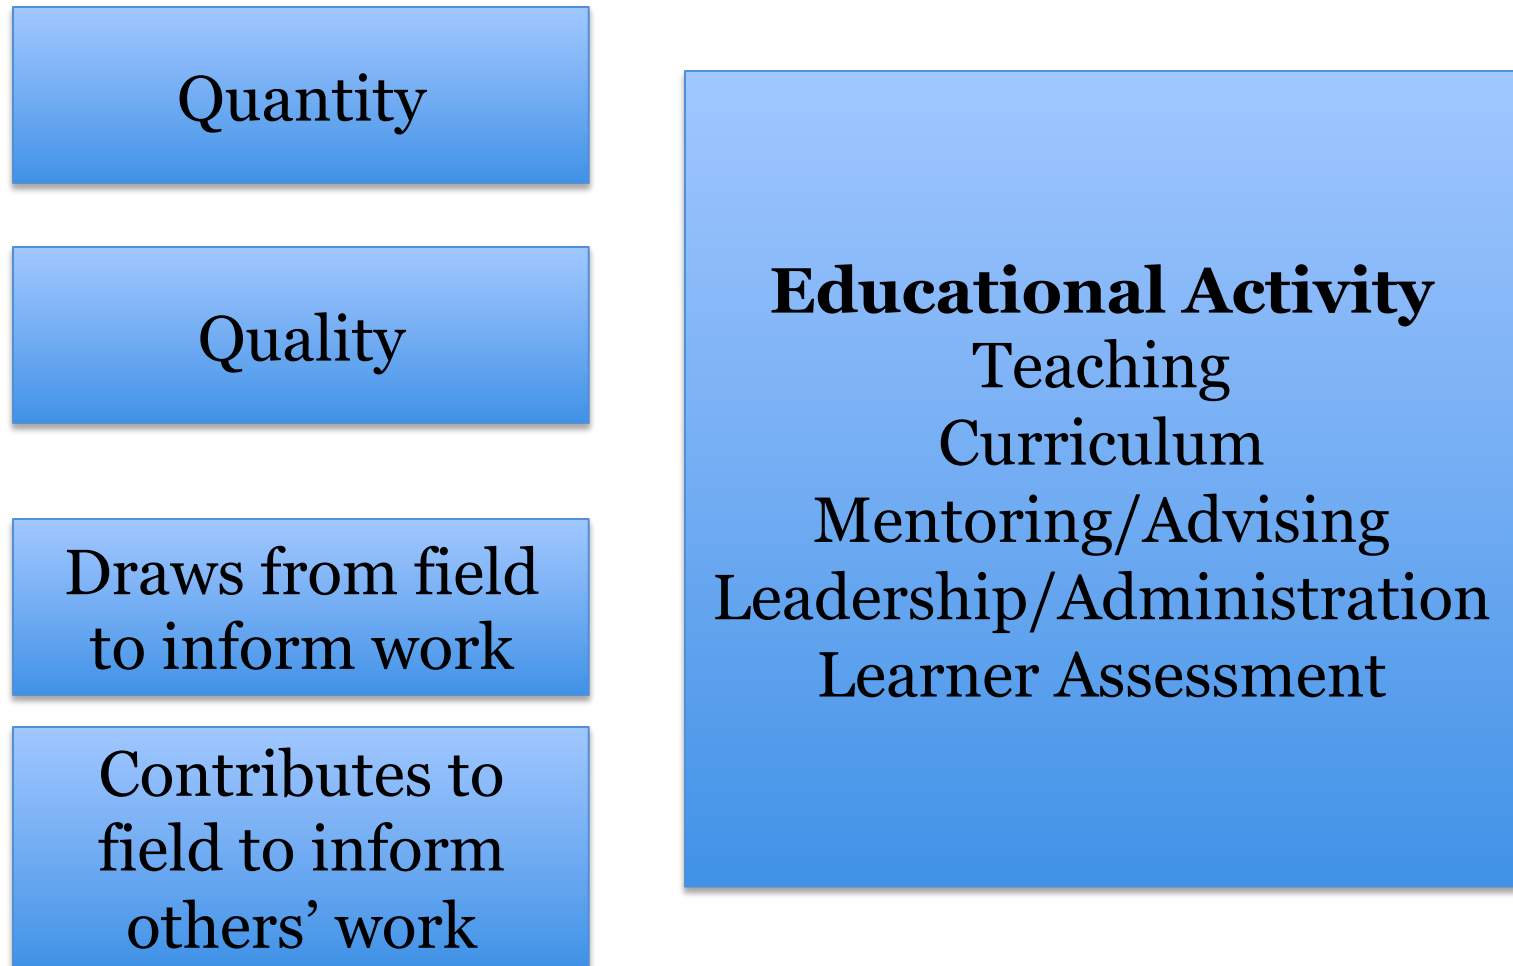 Quantity
Quality
Draws from field
to inform work
Contributes to
field to inform
others’ work
Educational Activity
Teaching
Curriculum
Mentoring/Advising
Leadership/Administration
Learner Assessment